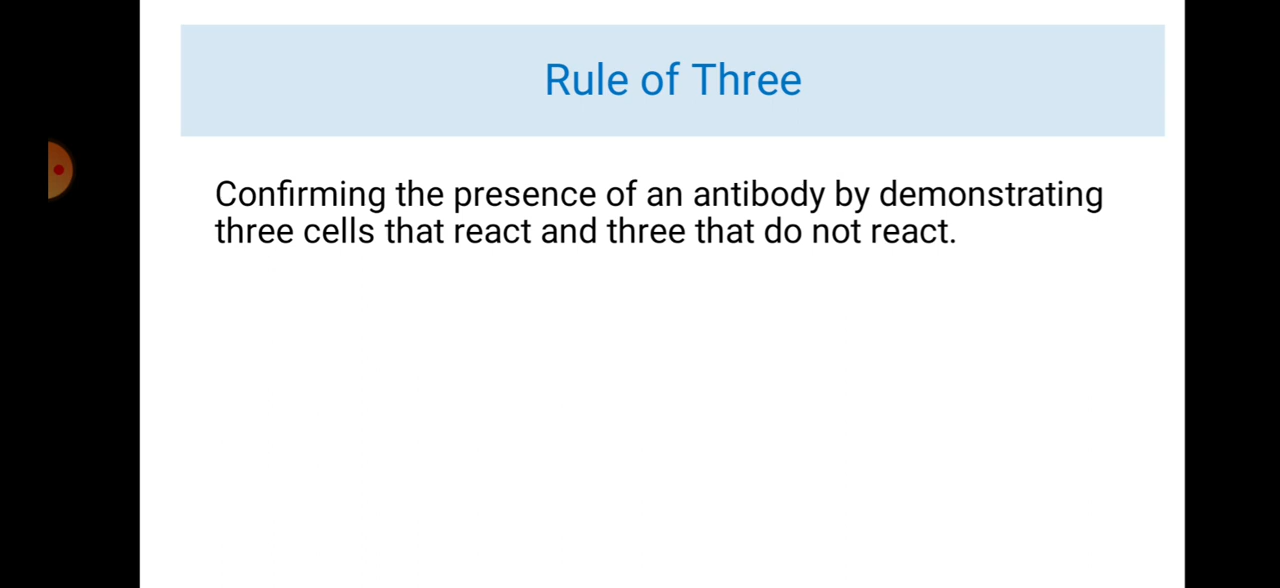 Rule of Three
Confirming the presence of an antibody by demonstrating
three cells that react and three that do not react.